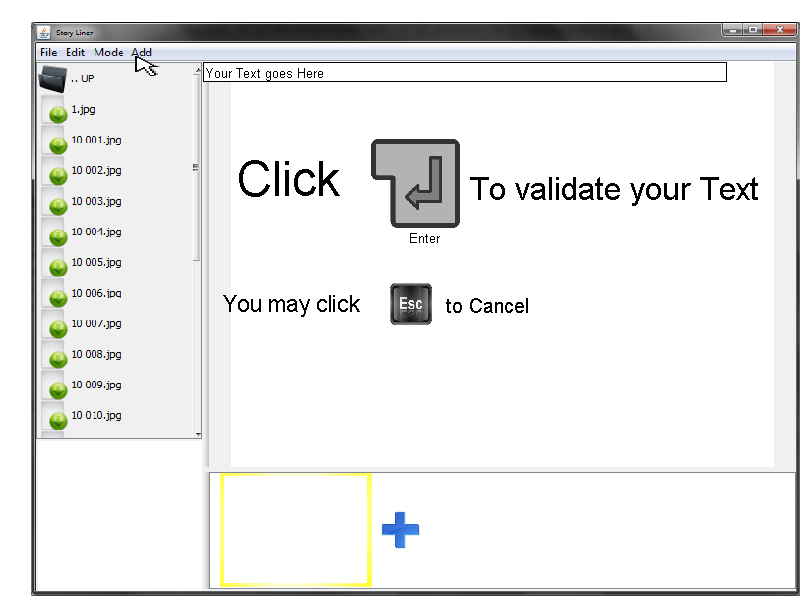 Story Liner
File Edit Mode Add
.. UP
1.jpg
10 001.jpg
10 002.jpg
10 003.jpg
10 004.jpg
10 005.jpg
10 006.jpg
10 007.jpg
10 008.jpg
10 009.jpg
10 010.jpg
Your Text goes Here
Click To validate your Text
Enter
You may click Esc to Cancel